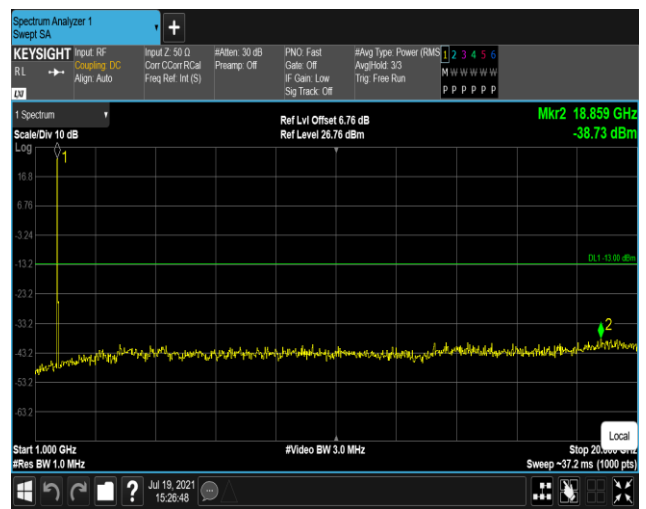 Spectrum Analyzer 1
Swept SA
+
KEYSIGHT Input: RF Input Z: 50 Ω #Atten: 30 dB PNO: Fast #Avg Type: Power (RMS 1 2 3 4 5 6
RL Coupling: DC Corr CCorr RCal Preamp: Off Gate: Off Avg|Hold: 3/3 M W W W W W
Align: Auto Freq Ref: Int (S) IF Gain: Low Trig: Free Run
Sig Track: Off P P P P P P
LXI
1 Spectrum Ref Lvl Offset 6.76 dB Mkr2 18.859 GHz
Scale/Div 10 dB Ref Level 26.76 dBm -38.73 dBm
Log 1
16.8
6.76
-3.24
-13.2 DL1 -13.00 dBm
-23.2
-33.2 2
-43.2
-53.2
-63.2
Local
Start 1.000 GHz #Video BW 3.0 MHz Stop 20.000 GHz
#Res BW 1.0 MHz Sweep ~37.2 ms (1000 pts)
? Jul 19, 2021
15:26:48